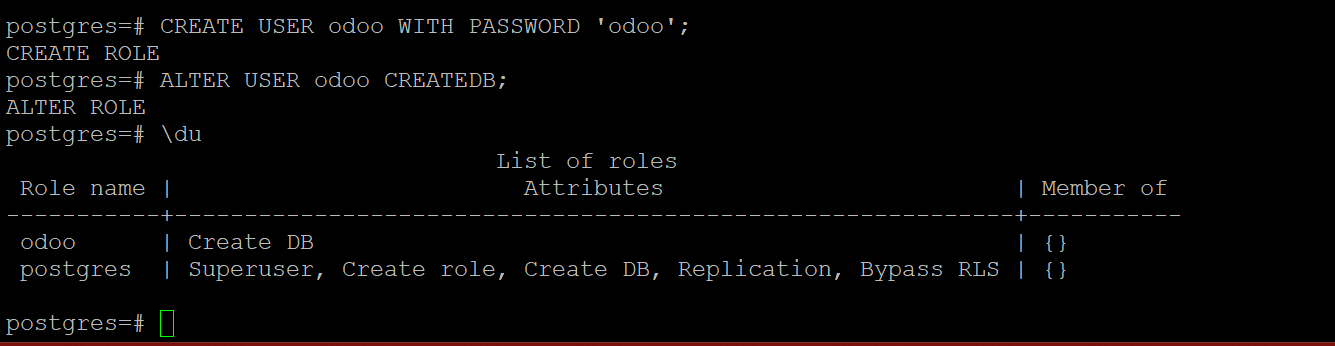 postgres=# CREATE USER odoo WITH PASSWORD 'odoo';
CREATE ROLE
postgres=# ALTER USER odoo CREATEDB;
ALTER ROLE
postgres=# \du
                                   List of roles
 Role name |                         Attributes                         | Member of
-----------+------------------------------------------------------------+-----------
 odoo      | Create DB                                                  | {}
 postgres  | Superuser, Create role, Create DB, Replication, Bypass RLS | {}
postgres=#